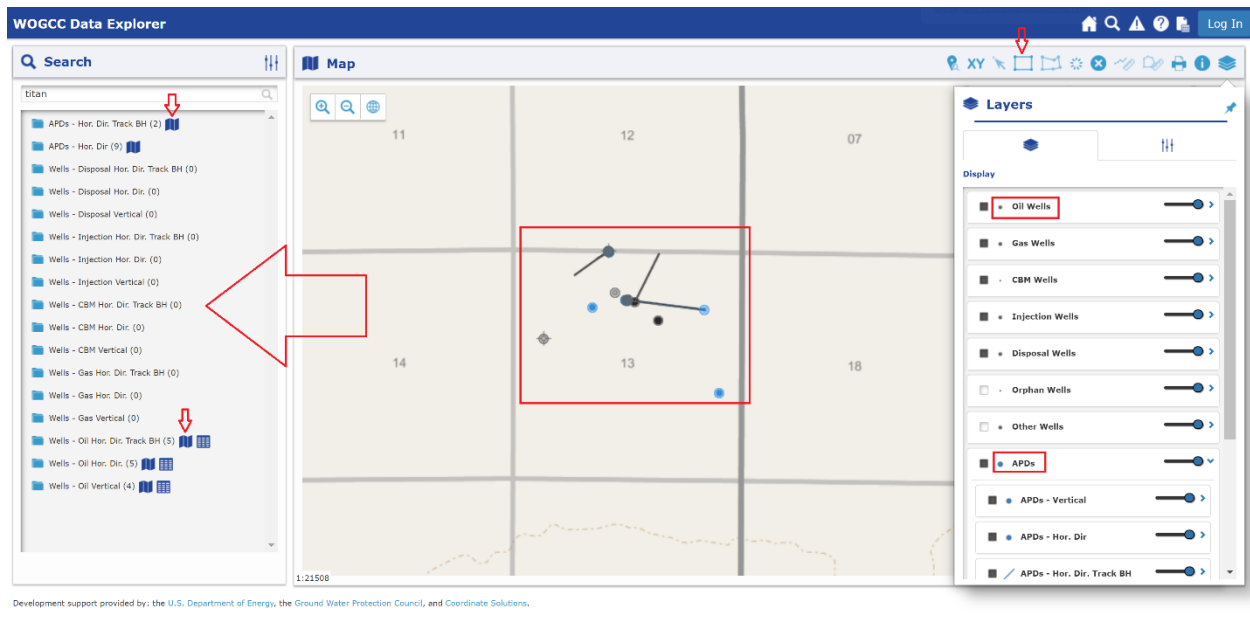 WOGCC Data Explorer
Log In
Search
titan
APDs - Hor. Dir. Track BH (2)
APDs - Hor. Dir (9)
Wells - Disposal Hor. Dir. Track BH (0)
Wells - Disposal Hor. Dir. (0)
Wells - Disposal Vertical (0)
Wells - Injection Hor. Dir. Track BH (0)
Wells - Injection Hor. Dir. (0)
Wells - Injection Vertical (0)
Wells - CBM Hor. Dir. Track BH (0)
Wells - CBM Hor. Dir. (0)
Wells - CBM Vertical (0)
Wells - Gas Hor. Dir. Track BH (0)
Wells - Gas Hor. Dir. (0)
Wells - Gas Vertical (0)
Wells - Oil Hor. Dir. Track BH (5)
Wells - Oil Hor. Dir. (5)
Wells - Oil Vertical (4)
Map
XY
11
12
07
14
13
18
1:21508
Layers
Display
Oil Wells
Gas Wells
CBM Wells
Injection Wells
Disposal Wells
Orphan Wells
Other Wells
APDs
APDs - Vertical
APDs - Hor. Dir
APDs - Hor. Dir. Track BH
Development support provided by: the U.S. Department of Energy, the Ground Water Protection Council, and Coordinate Solutions.